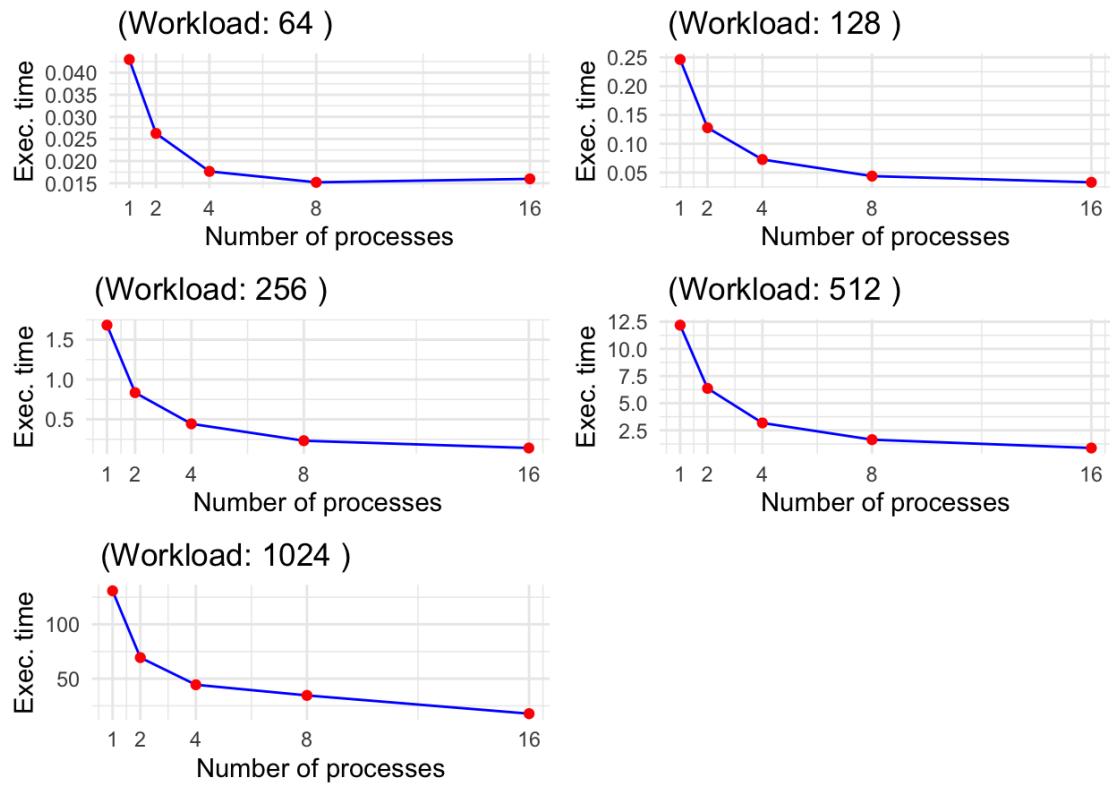 (Workload: 64 )
Exec. time
0.040
0.035
0.030
0.025
0.020
0.015
1 2 4 8 16
Number of processes
(Workload: 128 )
Exec. time
0.25
0.20
0.15
0.10
0.05
1 2 4 8 16
Number of processes
(Workload: 256 )
Exec. time
1.5
1.0
0.5
1 2 4 8 16
Number of processes
(Workload: 512 )
Exec. time
12.5
10.0
7.5
5.0
2.5
1 2 4 8 16
Number of processes
(Workload: 1024 )
Exec. time
100
50
1 2 4 8 16
Number of processes